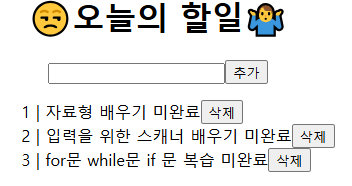 😒오늘의 할일🤷‍♂️
추가
1 | 자료형 배우기 미완료 삭제
2 | 입력을 위한 스캐너 배우기 미완료 삭제
3 | for문 while문 if 문 복습 미완료 삭제